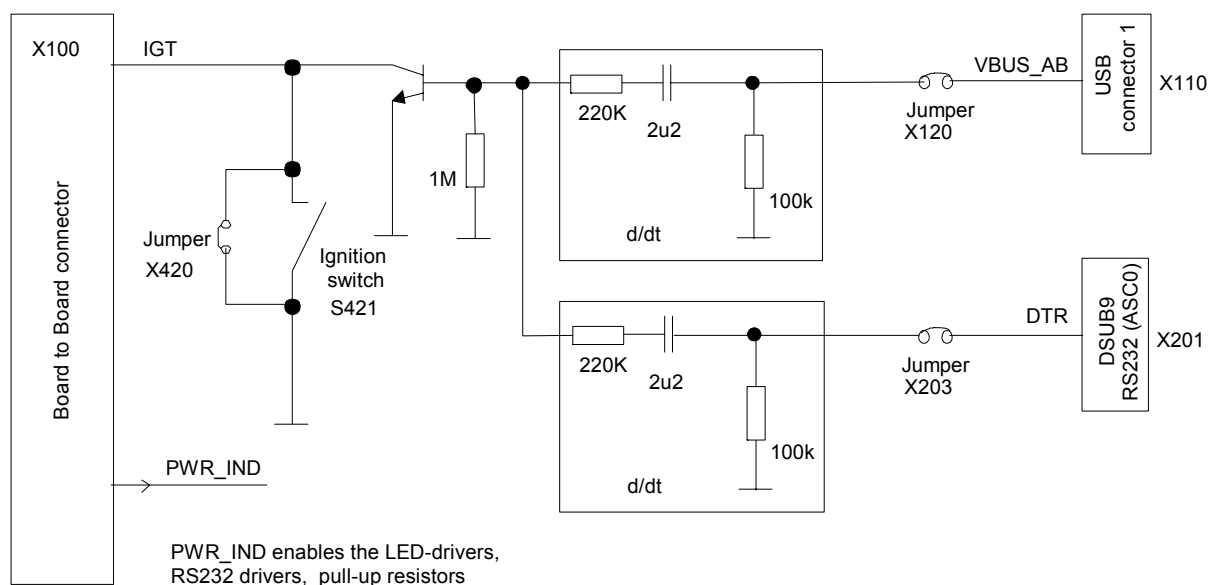 X100
IGT
Board to Board connector
Jumper
X420
Ignition
switch
S421
1M
220K
2u2
100k
d/dt
Jumper
X120
VBUS_AB
USB
connector 1
X110
220K
2u2
100k
d/dt
Jumper
X203
DTR
DSUB9
RS232 (ASC0)
X201
PWR_IND
PWR_IND enables the LED-drivers,
RS232 drivers, pull-up resistors